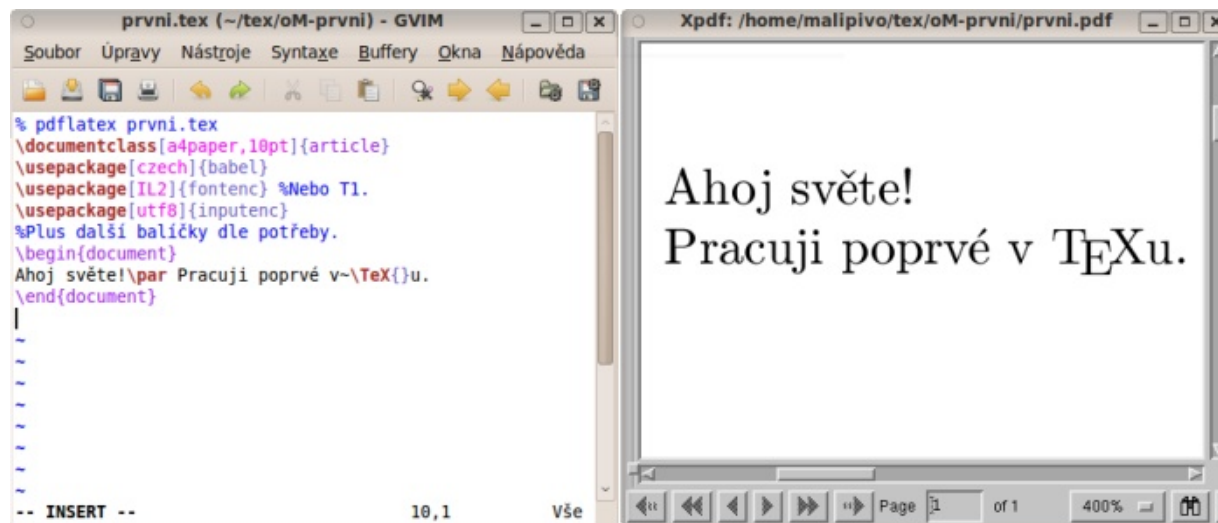 prvni.tex (~/tex/oM-prvni) - GVIM
Soubor Úpravy Nástroje Syntaxe Buffery Okna Nápověda
% pdflatex prvni.tex
\documentclass[a4paper,10pt]{article}
\usepackage[czech]{babel}
\usepackage[IL2]{fontenc} %Nebo T1.
\usepackage[utf8]{inputenc}
%Plus další balíčky dle potřeby.
\begin{document}
Ahoj světe!\par Pracuji poprvé v~\TeX{}u.
\end{document}
~
~
~
~
~
~
~
~
-- INSERT -- 10,1 Vše
Xpdf: /home/malipivo/tex/oM-prvni/prvni.pdf
Ahoj světe!
Pracuji poprvé v TEXu.
Page 1 of 1 400%